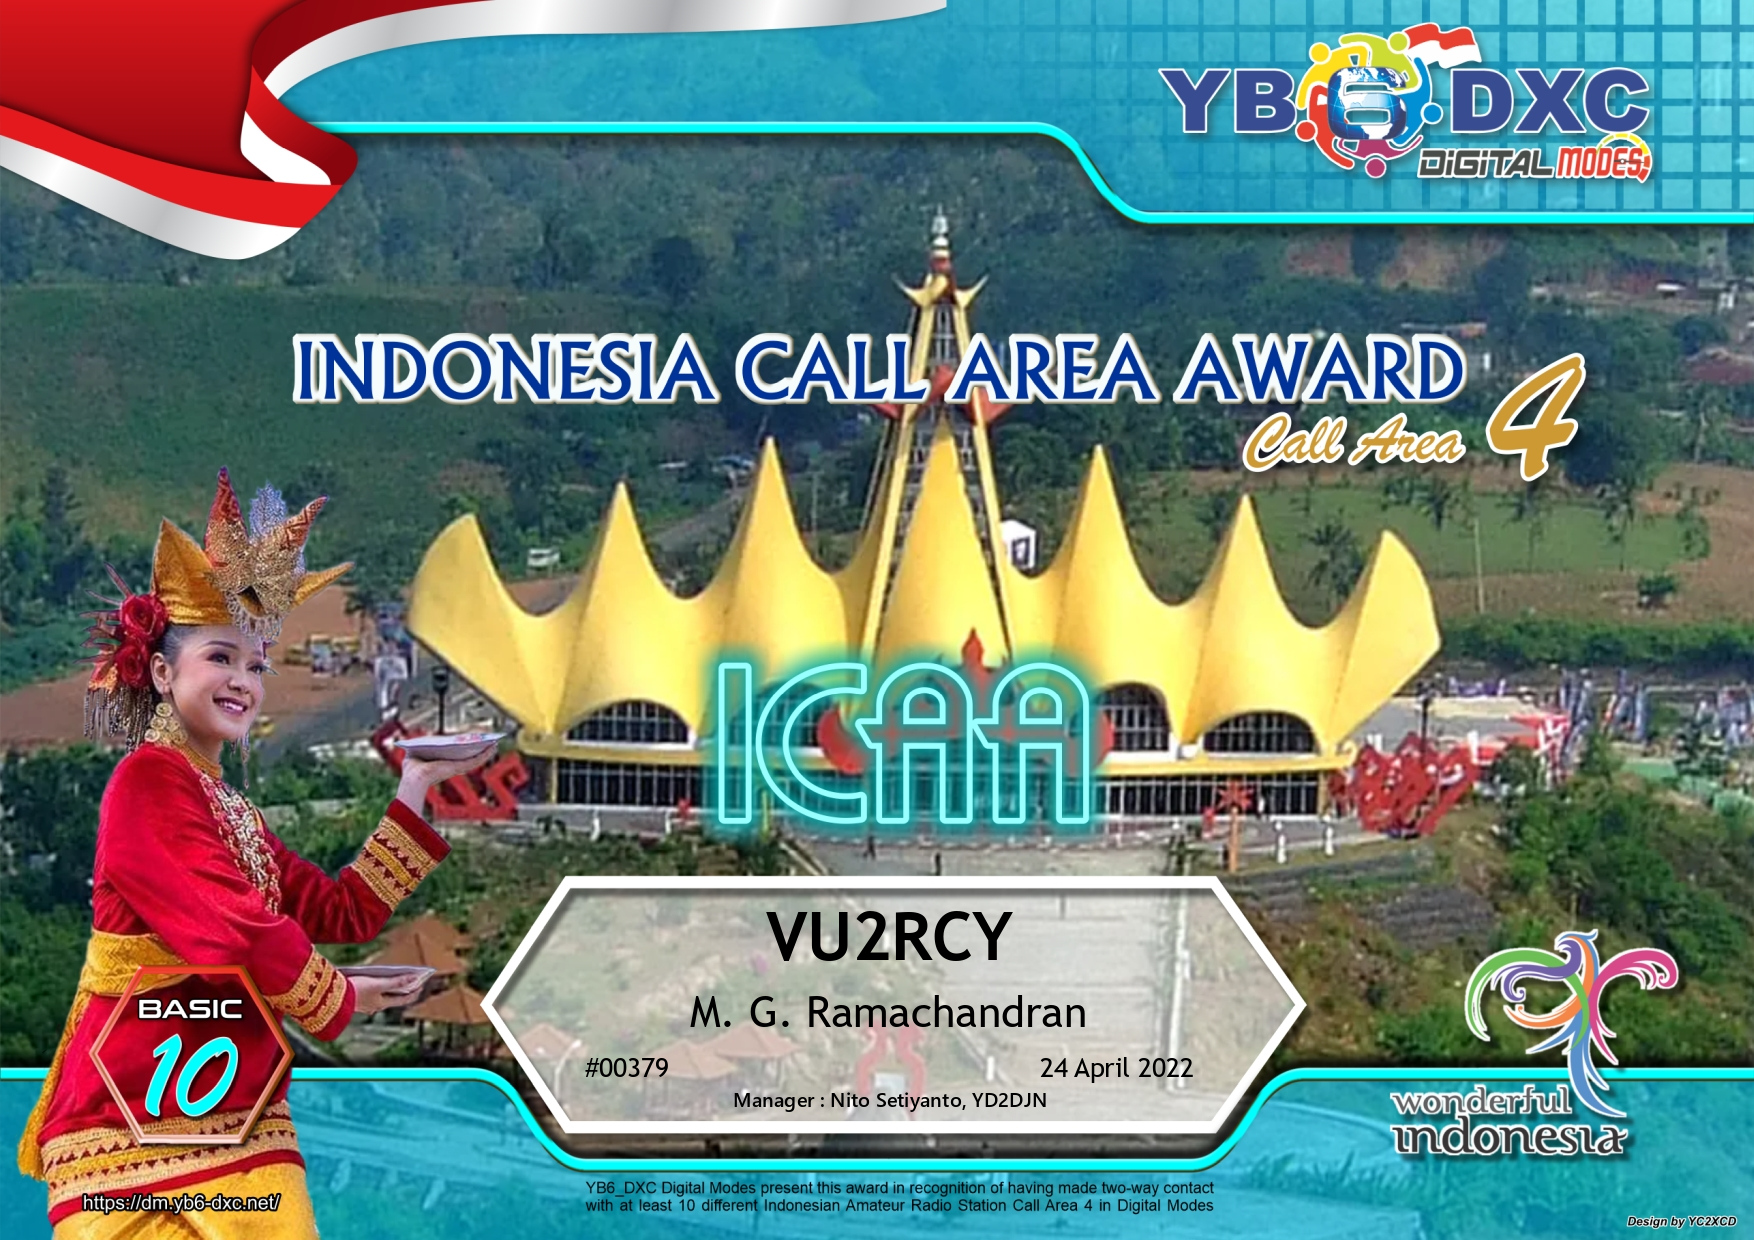 YB6DXC
DIGITAL MODES
INDONESIA CALL AREA AWARD
Call Area 4
ICAA
VU2RCY
M. G. Ramachandran
#00379 24 April 2022
Manager : Nito Setiyanto, YD2DJN
BASIC
10
wonderful
indonesia
https://dm.yb6-dxc.net/
YB6_DXC Digital Modes present this award in recognition of having made two-way contact
with at least 10 different Indonesian Amateur Radio Station Call Area 4 in Digital Modes
Design by YC2XCD